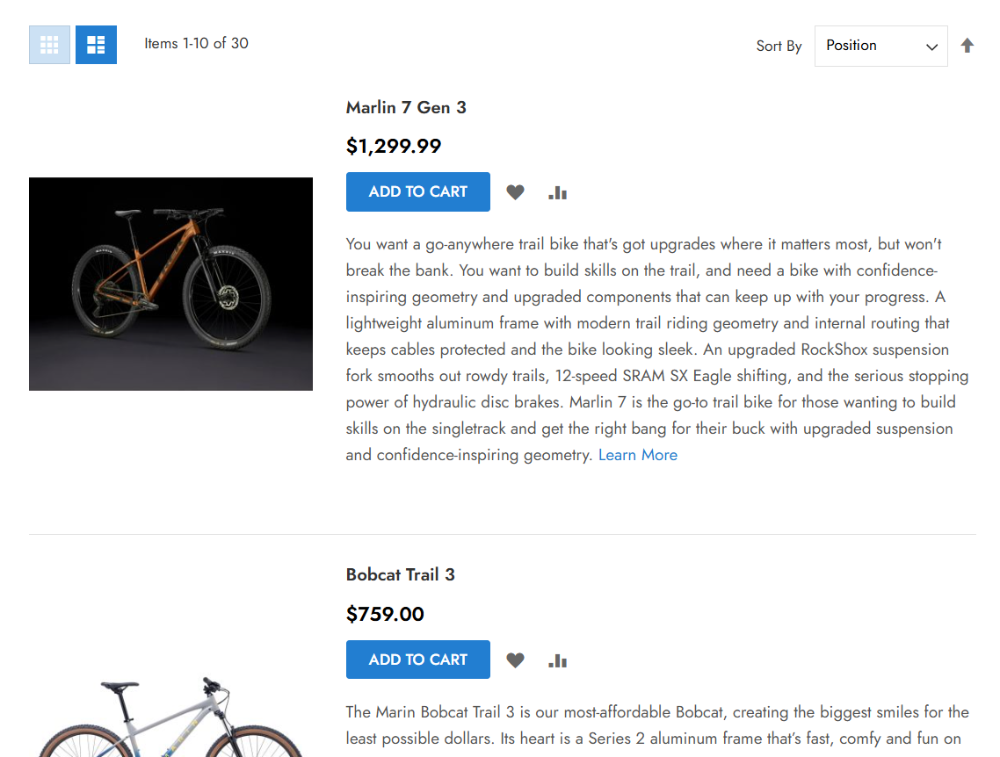 Items 1-10 of 30
Sort By
Position
Marlin 7 Gen 3
$1,299.99
ADD TO CART
You want a go-anywhere trail bike that's got upgrades where it matters most, but won't
break the bank. You want to build skills on the trail, and need a bike with confidence-
inspiring geometry and upgraded components that can keep up with your progress. A
lightweight aluminum frame with modern trail riding geometry and internal routing that
keeps cables protected and the bike looking sleek. An upgraded RockShox suspension
fork smooths out rowdy trails, 12-speed SRAM SX Eagle shifting, and the serious stopping
power of hydraulic disc brakes. Marlin 7 is the go-to trail bike for those wanting to build
skills on the singletrack and get the right bang for their buck with upgraded suspension
and confidence-inspiring geometry. Learn More
Bobcat Trail 3
$759.00
ADD TO CART
The Marin Bobcat Trail 3 is our most-affordable Bobcat, creating the biggest smiles for the
least possible dollars. Its heart is a Series 2 aluminum frame that’s fast, comfy and fun on